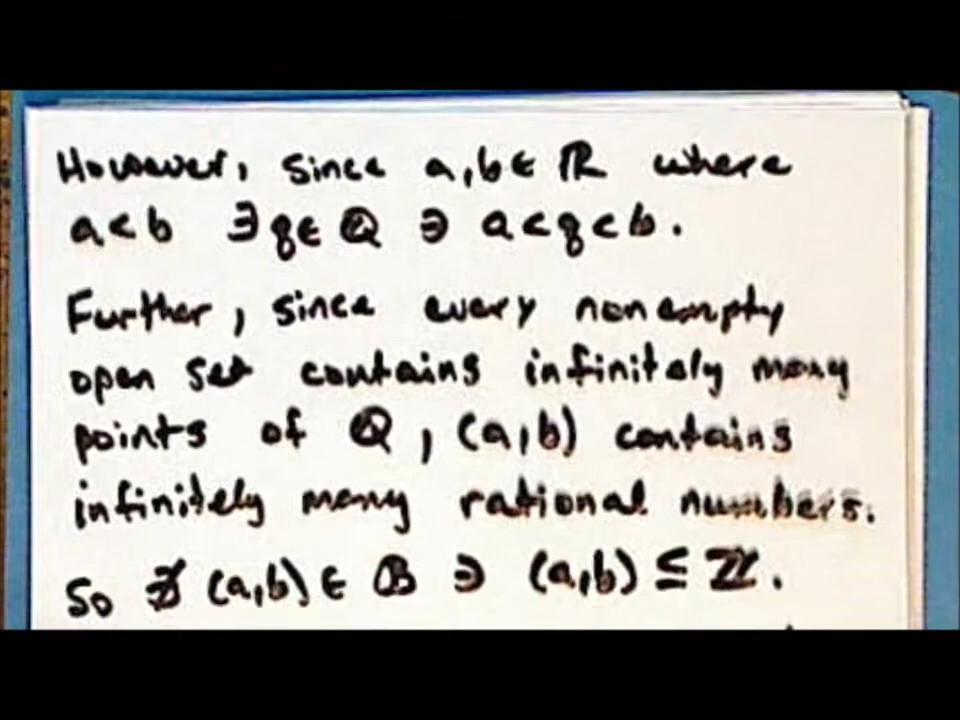 However, since a,b∈ ℝ where
a<b ∃q∈ ℚ ∋ a<q<b.
Further, since every nonempty
open set contains infinitely many
points of ℚ, (a,b) contains
infinitely many rational numbers.
So ∄ (a,b)∈ 𝔹 ∋ (a,b) ⊆ ℤ.